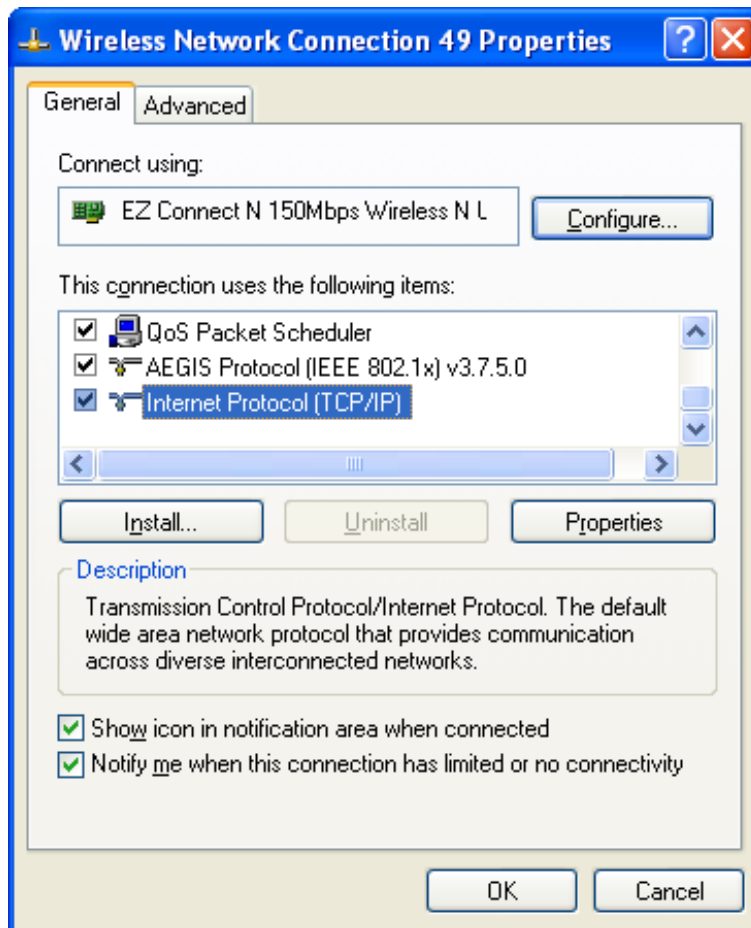 Wireless Network Connection 49 Properties
General
Advanced
Connect using:
EZ Connect N 150Mbps Wireless N U
Configure...
This connection uses the following items:
QoS Packet Scheduler
AEGIS Protocol (IEEE 802.1x) v3.7.5.0
Internet Protocol (TCP/IP)
Install...
Uninstall
Properties
Description
Transmission Control Protocol/Internet Protocol. The default
wide area network protocol that provides communication
across diverse interconnected networks.
Show icon in notification area when connected
Notify me when this connection has limited or no connectivity
OK
Cancel